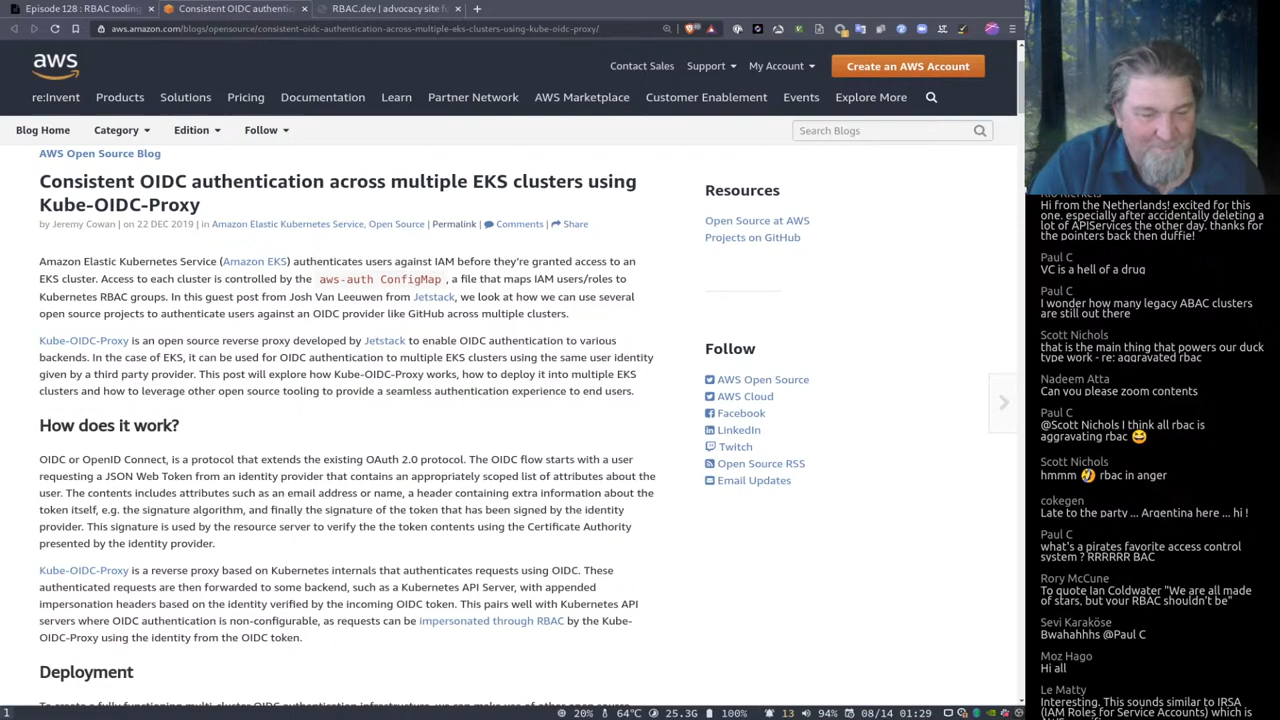 Episode 128 : RBAC tooling
Consistent OIDC authentic
RBAC.dev | advocacy site f
aws.amazon.com/blogs/opensource/consistent-oidc-authentication-across-multiple-eks-clusters-using-kube-oidc-proxy/
aws
Contact Sales Support My Account Create an AWS Account
re:Invent Products Solutions Pricing Documentation Learn Partner Network AWS Marketplace Customer Enablement Events Explore More
Blog Home Category Edition Follow Search Blogs
AWS Open Source Blog
Consistent OIDC authentication across multiple EKS clusters using
Kube-OIDC-Proxy
by Jeremy Cowan | on 22 DEC 2019 | in Amazon Elastic Kubernetes Service, Open Source | Permalink | Comments | Share
Amazon Elastic Kubernetes Service (Amazon EKS) authenticates users against IAM before they're granted access to an
EKS cluster. Access to each cluster is controlled by the aws-auth ConfigMap, a file that maps IAM users/roles to
Kubernetes RBAC groups. In this guest post from Josh Van Leeuwen from Jetstack, we look at how we can use several
open source projects to authenticate users against an OIDC provider like GitHub across multiple clusters.
Kube-OIDC-Proxy is an open source reverse proxy developed by Jetstack to enable OIDC authentication to various
backends. In the case of EKS, it can be used for OIDC authentication to multiple EKS clusters using the same user identity
given by a third party provider. This post will explore how Kube-OIDC-Proxy works, how to deploy it into multiple EKS
clusters and how to leverage other open source tooling to provide a seamless authentication experience to end users.
How does it work?
OIDC or OpenID Connect, is a protocol that extends the existing OAuth 2.0 protocol. The OIDC flow starts with a user
requesting a JSON Web Token from an identity provider that contains an appropriately scoped list of attributes about the
user. The contents includes attributes such as an email address or name, a header containing extra information about the
token itself, e.g. the signature algorithm, and finally the signature of the token that has been signed by the identity
provider. This signature is used by the resource server to verify the the token contents using the Certificate Authority
presented by the identity provider.
Kube-OIDC-Proxy is a reverse proxy based on Kubernetes internals that authenticates requests using OIDC. These
authenticated requests are then forwarded to some backend, such as a Kubernetes API Server, with appended
impersonation headers based on the identity verified by the incoming OIDC token. This pairs well with Kubernetes API
servers where OIDC authentication is non-configurable, as requests can be impersonated through RBAC by the Kube-
OIDC-Proxy using the identity from the OIDC token.
Deployment
Resources
Open Source at AWS
Projects on GitHub
Follow
AWS Open Source
AWS Cloud
Facebook
LinkedIn
Twitch
Open Source RSS
Email Updates
Hi from the Netherlands! excited for this
one. especially after accidentally deleting a
lot of APIServices the other day. thanks for
the pointers back then duffie!
Paul C
VC is a hell of a drug
Paul C
I wonder how many legacy ABAC clusters
are still out there
Scott Nichols
that is the main thing that powers our duck
type work - re: aggravated rbac
Nadeem Atta
Can you please zoom contents
Paul C
@Scott Nichols I think all rbac is
aggravating rbac 😄
Scott Nichols
hmmm 🤣 rbac in anger
cokegen
Late to the party ... Argentina here ... hi !
Paul C
what's a pirates favorite access control
system ? RRRRRR BAC
Rory McCune
To quote Ian Coldwater "We are all made
of stars, but your RBAC shouldn't be"
Sevi Karaköse
Bwahahhhs @Paul C
Moz Hago
Hi all
Le Matty
Interesting. This sounds similar to IRSA
(IAM Roles for Service Accounts) which is
1 20% 64°C 25.3G 100% 13 94% 08/14 01:29